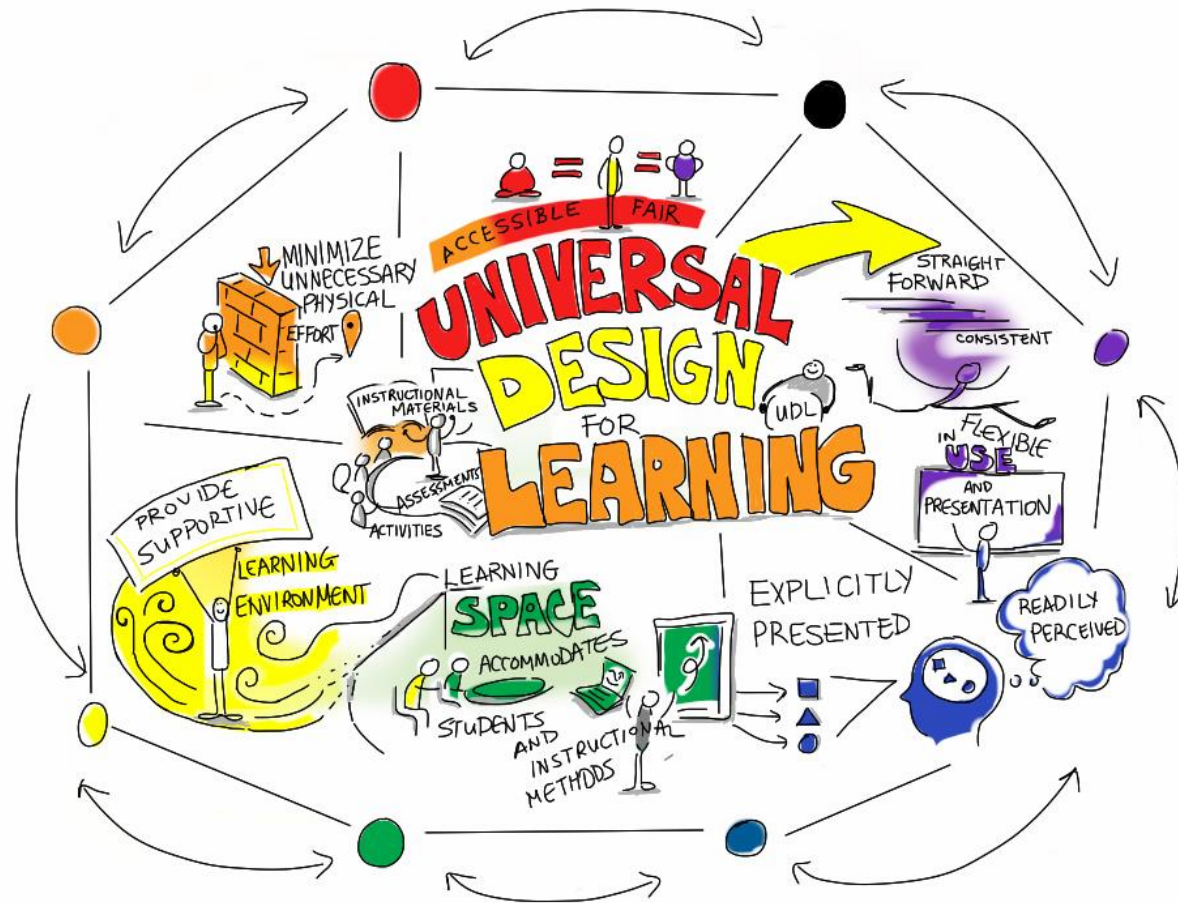 ACCESSIBLE FAIR
UNIVERSAL
DESIGN
FOR
LEARNING
UDL
MINIMIZE
UNNECESSARY
PHYSICAL
EFFORT
INSTRUCTIONAL
MATERIALS
ASSESSMENTS
ACTIVITIES
STRAIGHT
FORWARD
CONSISTENT
FLEXIBLE
IN USE
AND
PRESENTATION
READILY
PERCEIVED
EXPLICITLY
PRESENTED
PROVIDE
SUPPORTIVE
LEARNING
ENVIRONMENT
LEARNING
SPACE
ACCOMMODATES
STUDENTS
AND
INSTRUCTIONAL
METHODS